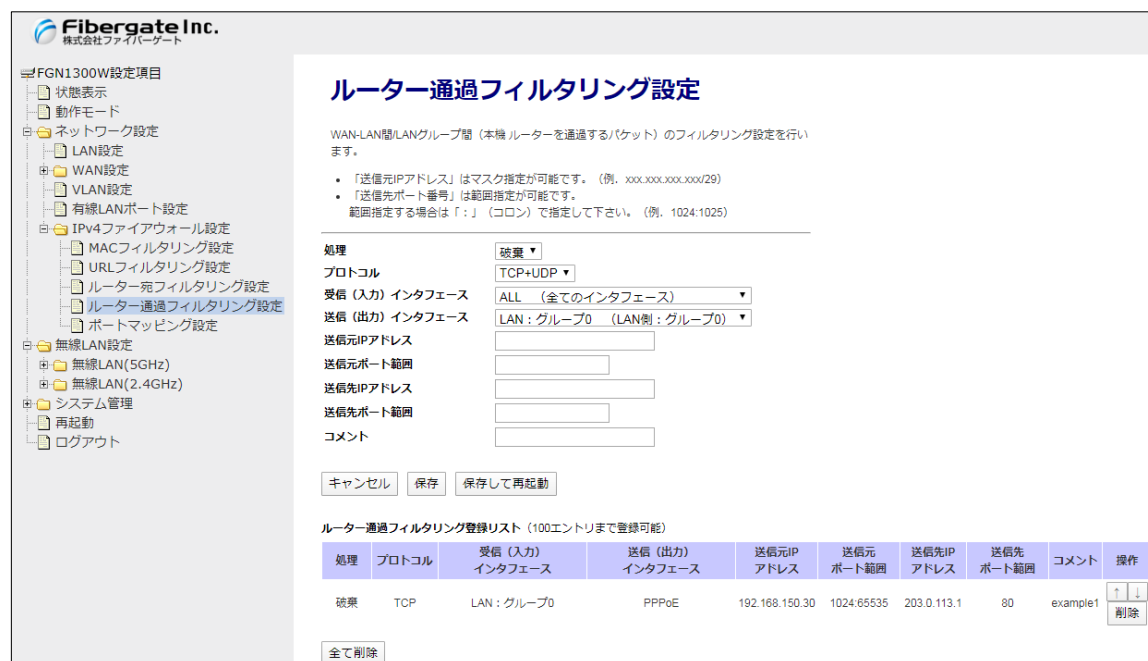 Fibergate Inc.
株式会社ファイバーゲート
FGN1300W設定項目
状態表示
動作モード
ネットワーク設定
LAN設定
WAN設定
VLAN設定
有線LANポート設定
IPv4ファイアウォール設定
MACフィルタリング設定
URLフィルタリング設定
ルーター宛フィルタリング設定
ルーター通過フィルタリング設定
ポートマッピング設定
無線LAN設定
無線LAN(5GHz)
無線LAN(2.4GHz)
システム管理
再起動
ログアウト
ルーター通過フィルタリング設定
WAN-LAN間/LANグループ間（本機 ルーターを通過するパケット）のフィルタリング設定を行い
ます。
• 「送信元IPアドレス」はマスク指定が可能です。（例．xxx.xxx.xxx.xxx/29）
• 「送信先ポート番号」は範囲指定が可能です。
範囲指定する場合は「：」（コロン）で指定して下さい。（例．1024:1025）
処理 破棄
プロトコル TCP+UDP
受信（入力）インタフェース ALL （全てのインタフェース）
送信（出力）インタフェース LAN：グループ0 （LAN側：グループ0）
送信元IPアドレス
送信元ポート範囲
送信先IPアドレス
送信先ポート範囲
コメント
キャンセル 保存 保存して再起動
ルーター通過フィルタリング登録リスト（100エントリまで登録可能）
処理 プロトコル 受信（入力）インタフェース 送信（出力）インタフェース 送信元IPアドレス 送信元ポート範囲 送信先IPアドレス 送信先ポート範囲 コメント 操作
破棄 TCP LAN：グループ0 PPPoE 192.168.150.30 1024:65535 203.0.113.1 80 example1 ↑ ↓
削除
全て削除